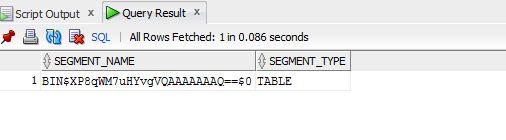 Script Output × Query Result ×
SQL | All Rows Fetched: 1 in 0.086 seconds
SEGMENT_NAME SEGMENT_TYPE
1 BIN$XP8qWM7uHYvgVQAAAAAAAQ==$0 TABLE